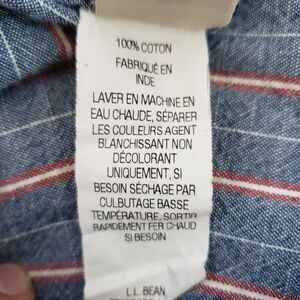 100% COTON
FABRIQUÉ EN
INDE
LAVER EN MACHINE EN
EAU CHAUDE, SÉPARER
LES COULEURS AGENT
BLANCHISSANT NON
DÉCOLORANT
UNIQUEMENT, SI
BESOIN SÉCHAGE PAR
CULBUTAGE BASSE
TEMPÉRATURE, SORTIR
RAPIDEMENT FER CHAUD
SI BESOIN
L.L. BEAN